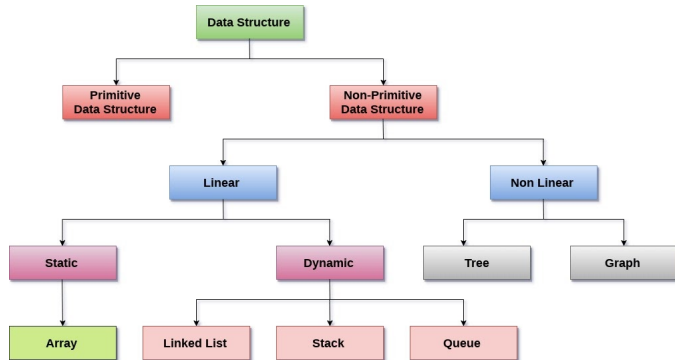 Data Structure
Primitive
Data Structure
Non-Primitive
Data Structure
Linear
Non Linear
Static
Dynamic
Tree
Graph
Array
Linked List
Stack
Queue